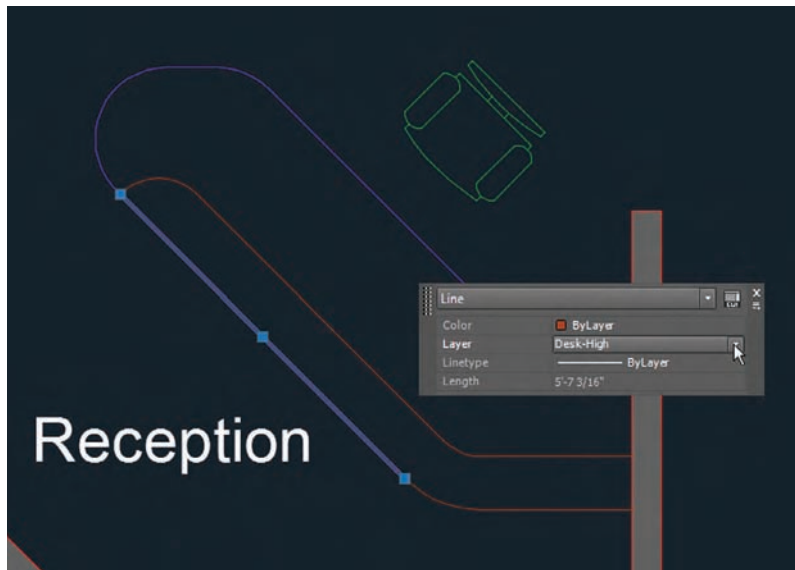 Line
Color ByLayer
Layer Desk-High
Linetype ByLayer
Length 5'-7 3/16"
Reception